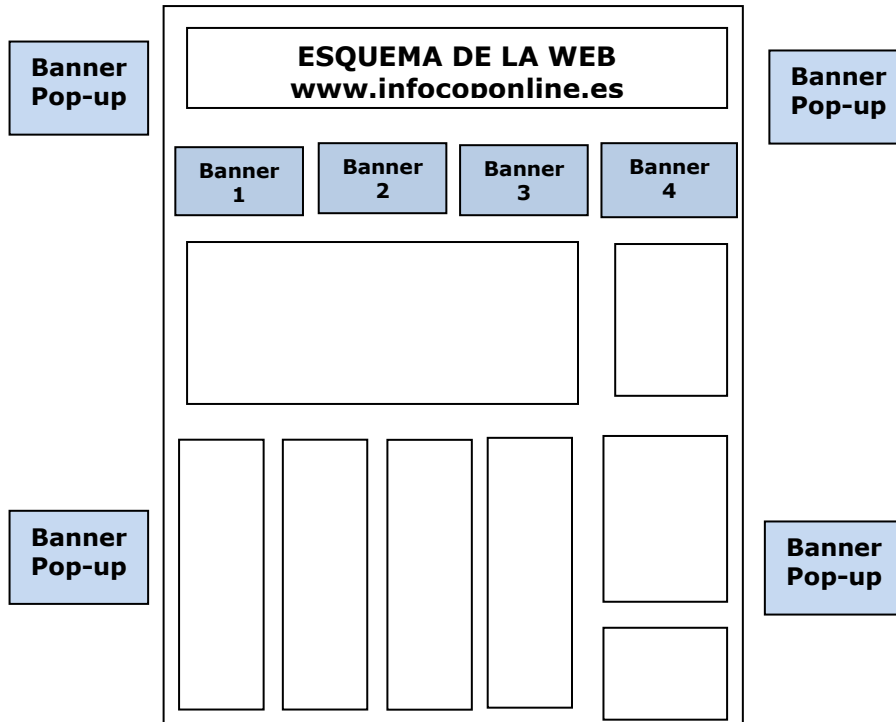 ESQUEMA DE LA WEB
www.infocoponline.es
Banner
Pop-up
Banner
Pop-up
Banner
1
Banner
2
Banner
3
Banner
4
Banner
Pop-up
Banner
Pop-up